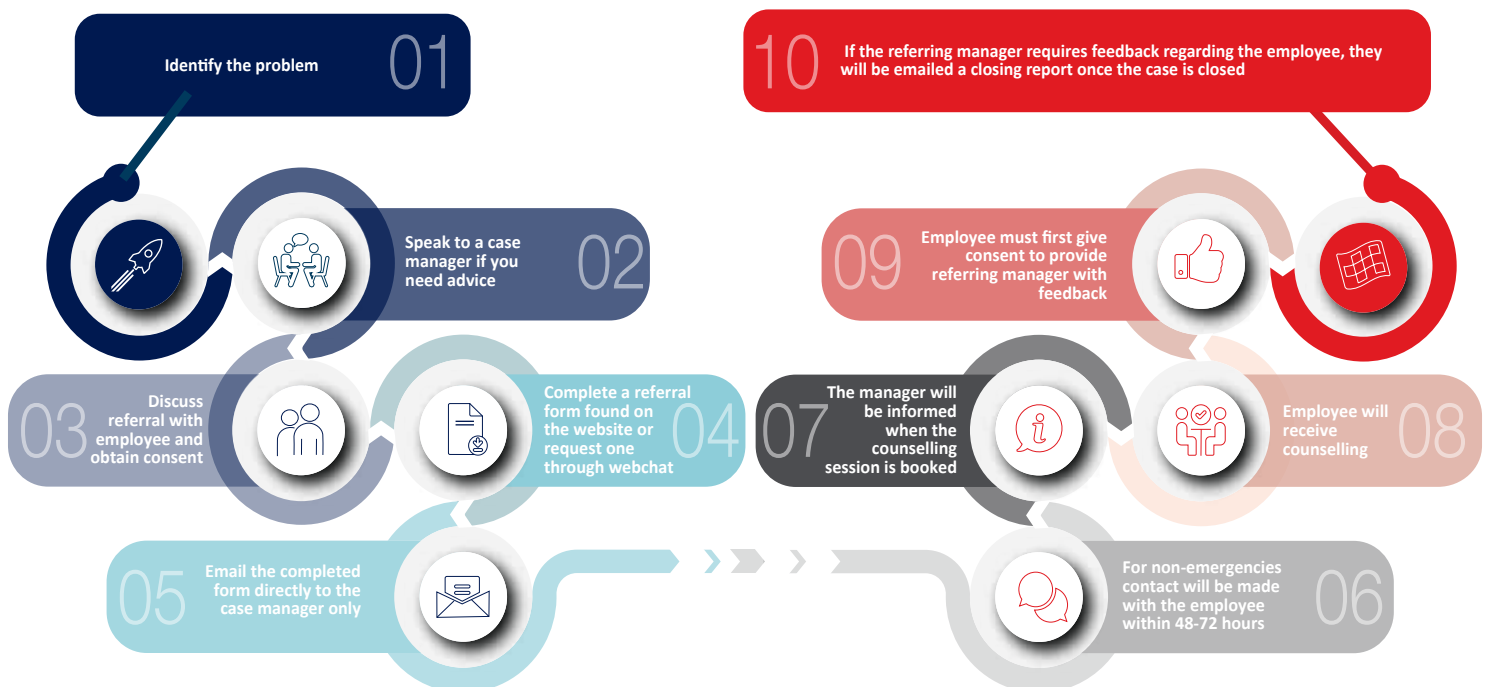 Identify the problem
01
Speak to a case
manager if you
need advice
02
03
Discuss
referral with
employee and
obtain consent
Complete a referral
form found on
the website or
request one
through webchat
04
05
Email the completed
form directly to the
case manager only
For non-emergencies
contact will be made
with the employee
within 48-72 hours
06
07
The manager will
be informed
when the
counselling
session is booked
Employee will
receive
counselling
08
09
Employee must first give
consent to provide
referring manager with
feedback
10
If the referring manager requires feedback regarding the employee, they
will be emailed a closing report once the case is closed